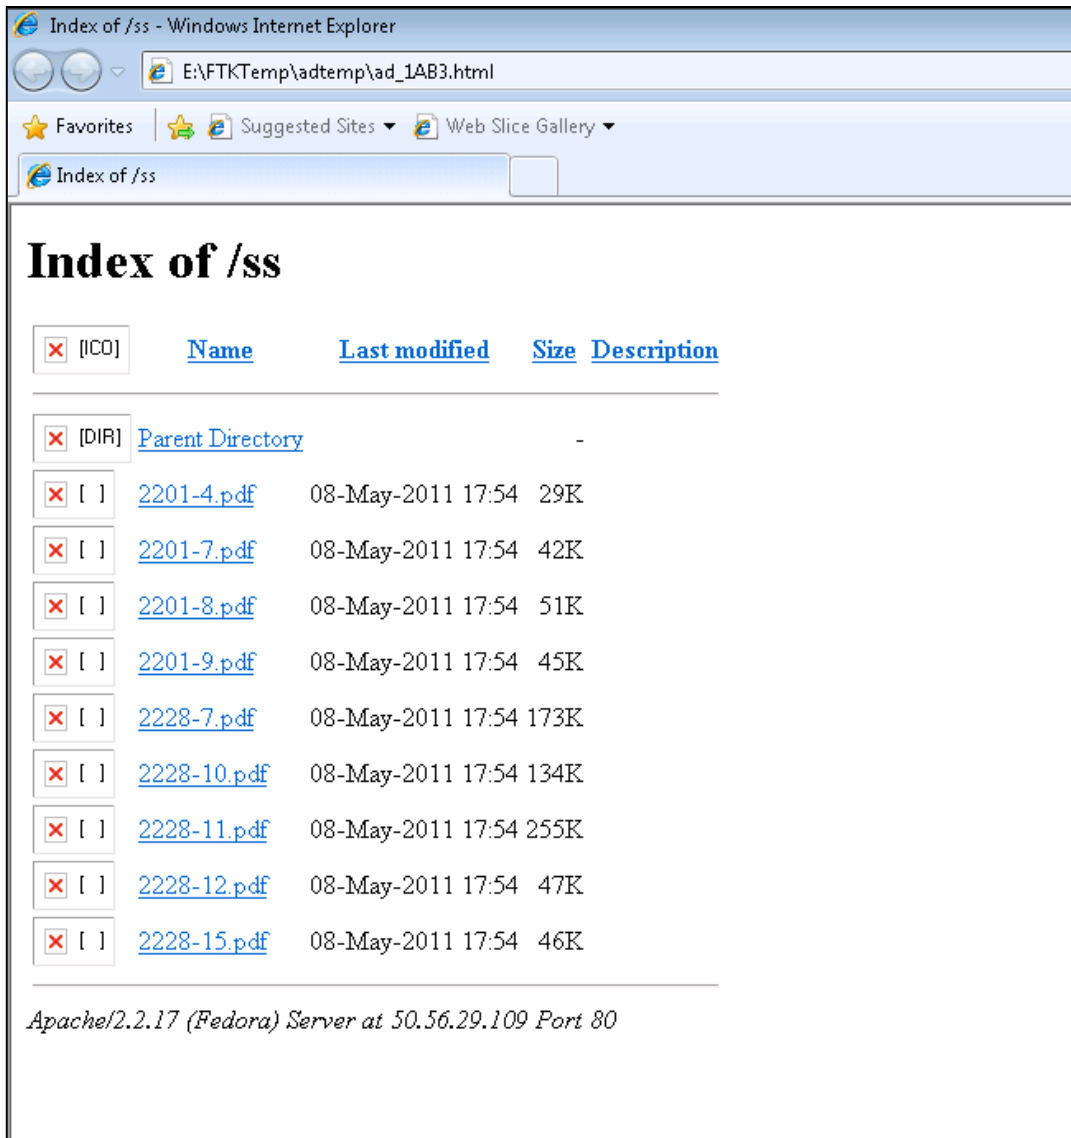 Index of /ss - Windows Internet Explorer
E:\FTKTemp\adtemp\ad_1AB3.html
Favorites Suggested Sites Web Slice Gallery
Index of /ss
Index of /ss
[ICO] Name Last modified Size Description
[DIR] Parent Directory -
[ ] 2201-4.pdf 08-May-2011 17:54 29K
[ ] 2201-7.pdf 08-May-2011 17:54 42K
[ ] 2201-8.pdf 08-May-2011 17:54 51K
[ ] 2201-9.pdf 08-May-2011 17:54 45K
[ ] 2228-7.pdf 08-May-2011 17:54 173K
[ ] 2228-10.pdf 08-May-2011 17:54 134K
[ ] 2228-11.pdf 08-May-2011 17:54 255K
[ ] 2228-12.pdf 08-May-2011 17:54 47K
[ ] 2228-15.pdf 08-May-2011 17:54 46K
Apache/2.2.17 (Fedora) Server at 50.56.29.109 Port 80